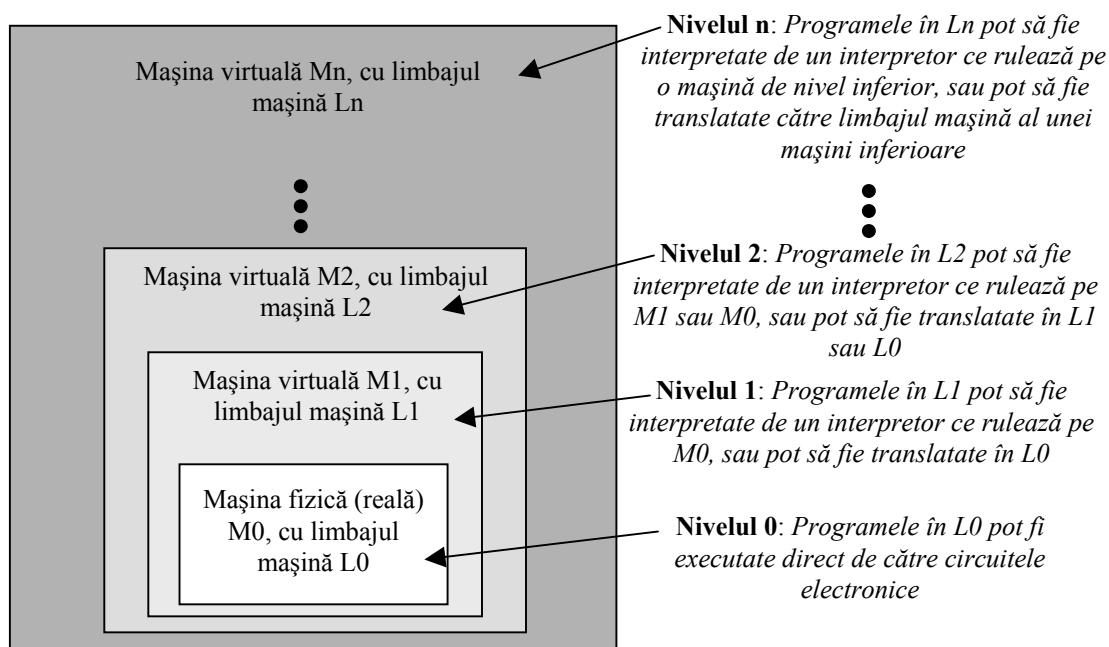 Maşina virtuală Mn, cu limbajul
maşină Ln
Nivelul n: Programele în Ln pot să fie
interpretate de un interpretor ce rulează pe
o maşină de nivel inferior, sau pot să fie
translatate către limbajul maşină al unei
maşini inferioare
Maşina virtuală M2, cu limbajul
maşină L2
Nivelul 2: Programele în L2 pot să fie
interpretate de un interpretor ce rulează pe
M1 sau M0, sau pot să fie translatate în L1
sau L0
Maşina virtuală M1, cu
limbajul maşină L1
Nivelul 1: Programele în L1 pot să fie
interpretate de un interpretor ce rulează pe
M0, sau pot să fie translatate în L0
Maşina fizică (reală)
M0, cu limbajul
maşină L0
Nivelul 0: Programele în L0 pot fi
executate direct de către circuitele
electronice